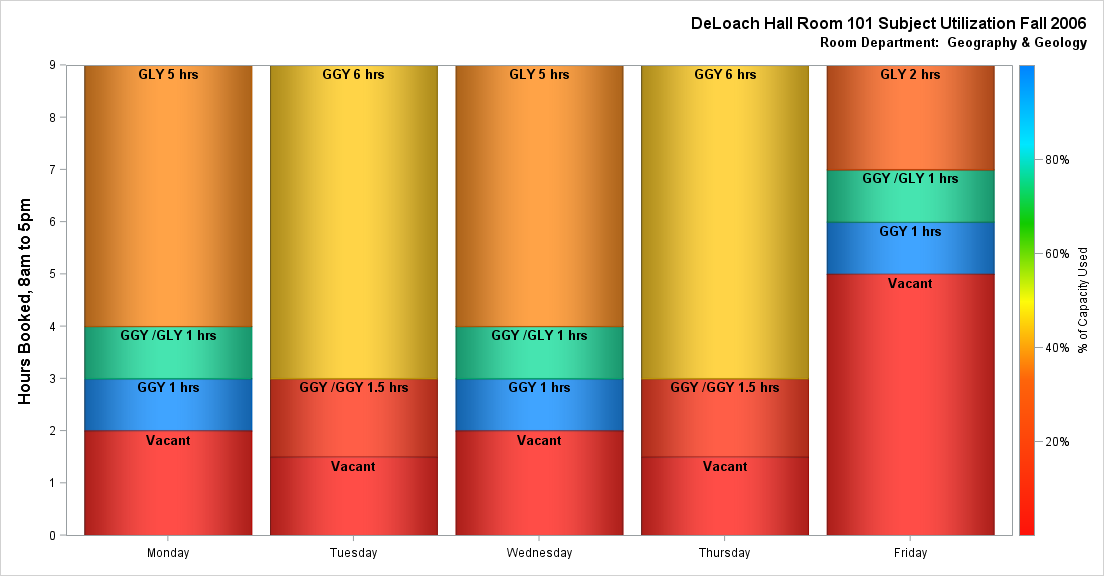 DeLoach Hall Room 101 Subject Utilization Fall 2006
Room Department:  Geography & Geology
Hours Booked, 8am to 5pm
9
8
7
6
5
4
3
2
1
0
GLY 5 hrs
GGY /GLY 1 hrs
GGY 1 hrs
Vacant
GGY 6 hrs
GGY /GGY 1.5 hrs
Vacant
GLY 5 hrs
GGY /GLY 1 hrs
GGY 1 hrs
Vacant
GGY 6 hrs
GGY /GGY 1.5 hrs
Vacant
GLY 2 hrs
GGY /GLY 1 hrs
GGY 1 hrs
Vacant
Monday
Tuesday
Wednesday
Thursday
Friday
80%
60%
40%
20%
% of Capacity Used